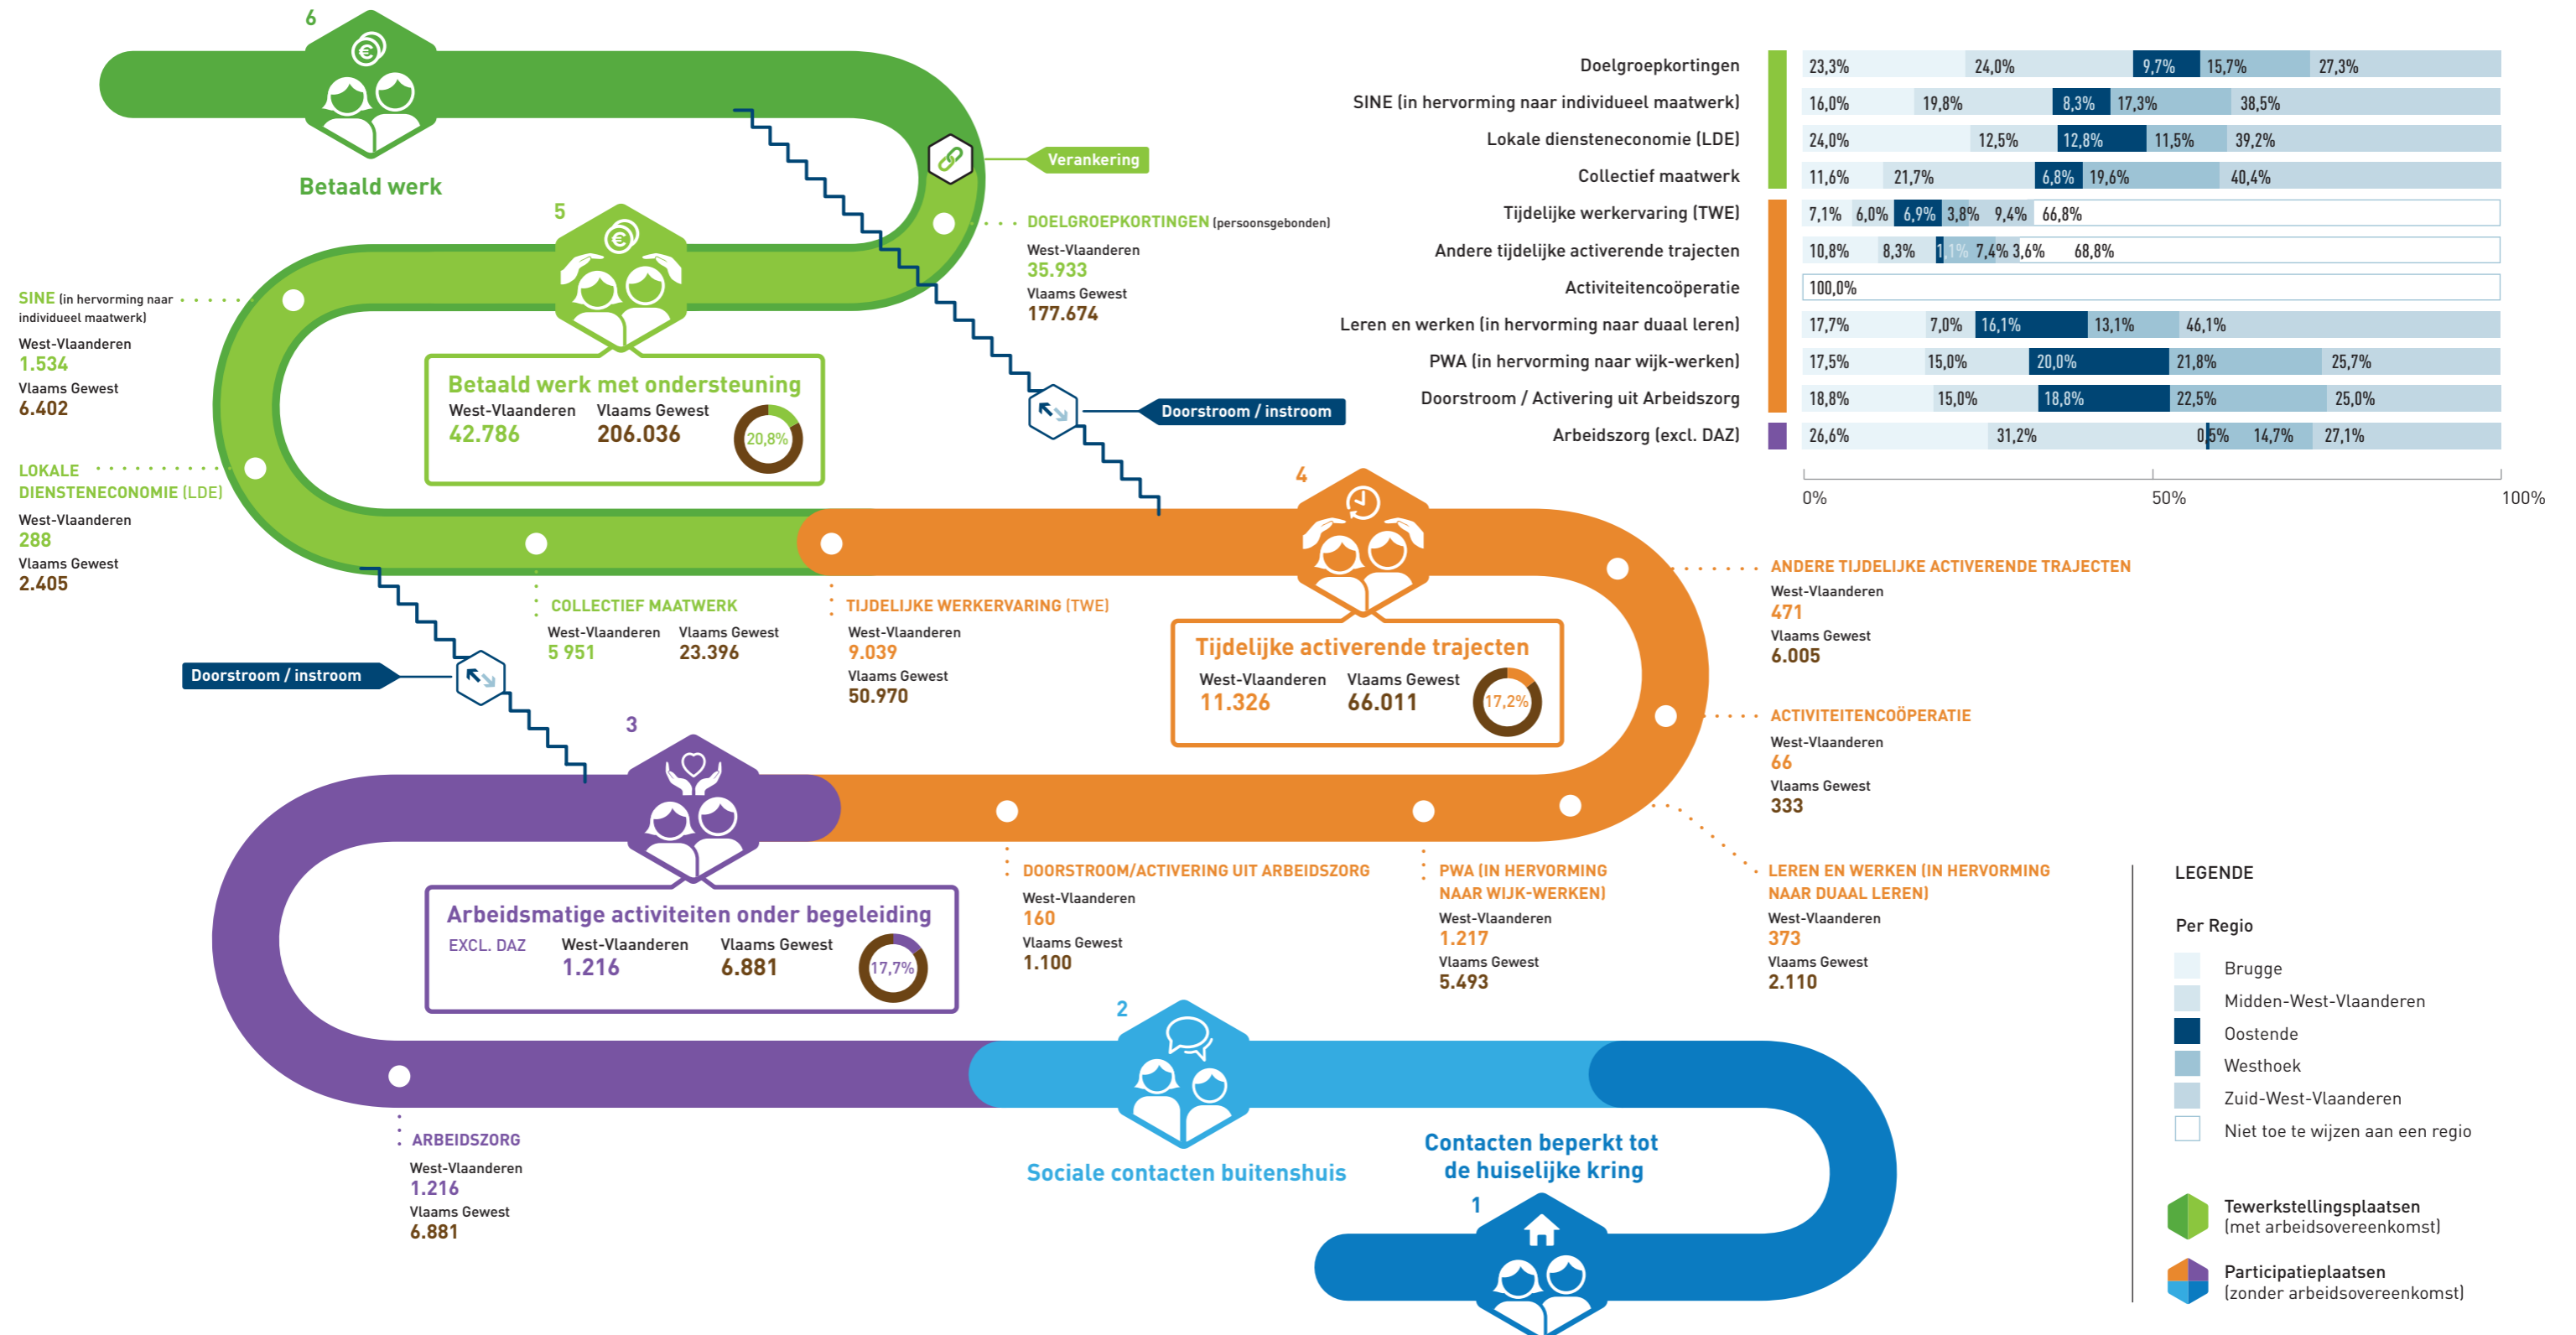 6
Betaald werk
Verankering
5
DOELGROEPKORTINGEN (persoonsgebonden)
West-Vlaanderen
35.933
Vlaams Gewest
177.674
SINE (in hervorming naar
individueel maatwerk)
West-Vlaanderen
1.534
Vlaams Gewest
6.402
Betaald werk met ondersteuning
West-Vlaanderen Vlaams Gewest
42.786 206.036
20,8%
Doorstroom / instroom
LOKALE
DIENSTENECONOMIE (LDE)
West-Vlaanderen
288
Vlaams Gewest
2.405
COLLECTIEF MAATWERK
West-Vlaanderen Vlaams Gewest
5 951 23.396
TIJDELIJKE WERKERVARING (TWE)
West-Vlaanderen
9.039
Vlaams Gewest
50.970
4
Tijdelijke activerende trajecten
West-Vlaanderen Vlaams Gewest
11.326 66.011
17,2%
ANDERE TIJDELIJKE ACTIVERENDE TRAJECTEN
West-Vlaanderen
471
Vlaams Gewest
6.005
ACTIVITEITENCOÖPERATIE
West-Vlaanderen
66
Vlaams Gewest
333
Doorstroom / instroom
3
Arbeidsmatige activiteiten onder begeleiding
EXCL. DAZ West-Vlaanderen Vlaams Gewest
1.216 6.881
17,7%
DOORSTROOM/ACTIVERING UIT ARBEIDSZORG
West-Vlaanderen
160
Vlaams Gewest
1.100
PWA (IN HERVORMING
NAAR WIJK-WERKEN)
West-Vlaanderen
1.217
Vlaams Gewest
5.493
LEREN EN WERKEN (IN HERVORMING
NAAR DUAAL LEREN)
West-Vlaanderen
373
Vlaams Gewest
2.110
2
Sociale contacten buitenshuis
ARBEIDSZORG
West-Vlaanderen
1.216
Vlaams Gewest
6.881
Contacten beperkt tot
de huiselijke kring
1
Doelgroepkortingen 23,3% 24,0% 9,7% 15,7% 27,3%
SINE (in hervorming naar individueel maatwerk) 16,0% 19,8% 8,3% 17,3% 38,5%
Lokale diensteneconomie (LDE) 24,0% 12,5% 12,8% 11,5% 39,2%
Collectief maatwerk 11,6% 21,7% 6,8% 19,6% 40,4%
Tijdelijke werkervaring (TWE) 7,1% 6,0% 6,9% 3,8% 9,4% 66,8%
Andere tijdelijke activerende trajecten 10,8% 8,3% 1,1% 7,4% 3,6% 68,8%
Activiteitencoöperatie 100,0%
Leren en werken (in hervorming naar duaal leren) 17,7% 7,0% 16,1% 13,1% 46,1%
PWA (in hervorming naar wijk-werken) 17,5% 15,0% 20,0% 21,8% 25,7%
Doorstroom / Activering uit Arbeidszorg 18,8% 15,0% 18,8% 22,5% 25,0%
Arbeidszorg (excl. DAZ) 26,6% 31,2% 0,5% 14,7% 27,1%
0% 50% 100%
LEGENDE
Per Regio
Brugge
Midden-West-Vlaanderen
Oostende
Westhoek
Zuid-West-Vlaanderen
Niet toe te wijzen aan een regio
Tewerkstellingsplaatsen
(met arbeidsovereenkomst)
Participatieplaatsen
(zonder arbeidsovereenkomst)